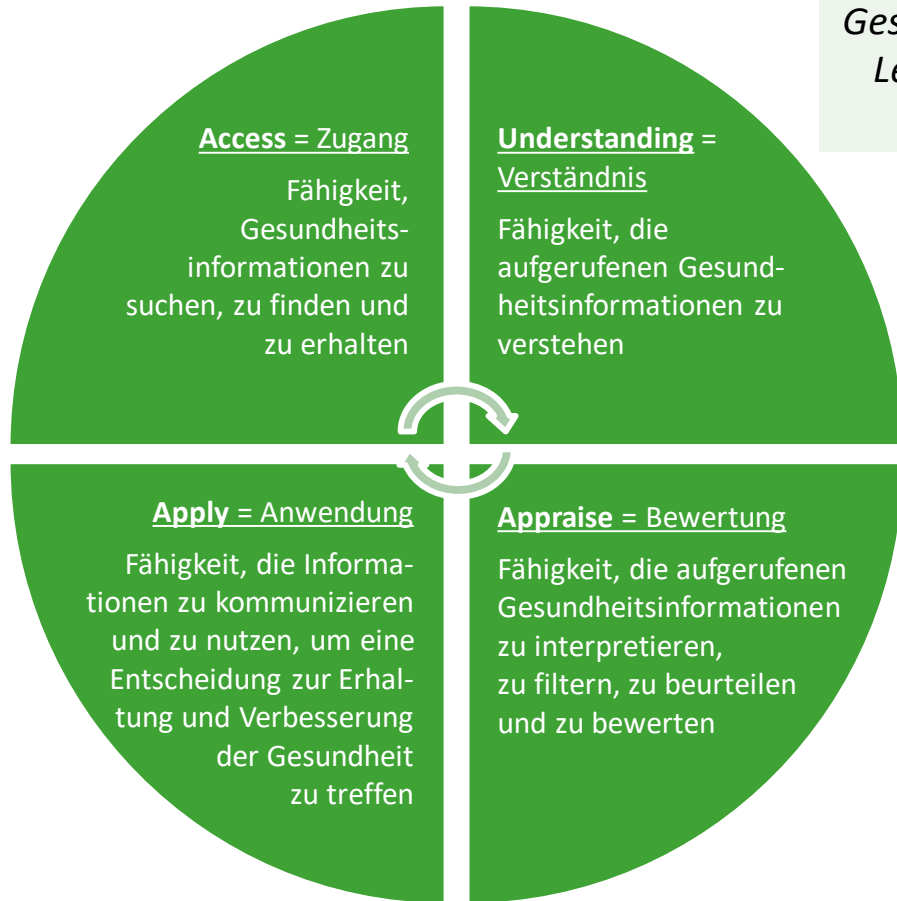 Access = Zugang
Fähigkeit,
Gesundheits-
informationen zu
suchen, zu finden und
zu erhalten
Understanding =
Verständnis
Fähigkeit, die
aufgerufenen Gesund-
heitsinformationen zu
verstehen
Apply = Anwendung
Fähigkeit, die Informa-
tionen zu kommunizieren
und zu nutzen, um eine
Entscheidung zur Erhal-
tung und Verbesserung
der Gesundheit
zu treffen
Appraise = Bewertung
Fähigkeit, die aufgerufenen
Gesundheitsinformationen
zu interpretieren,
zu filtern, zu beurteilen
und zu bewerten